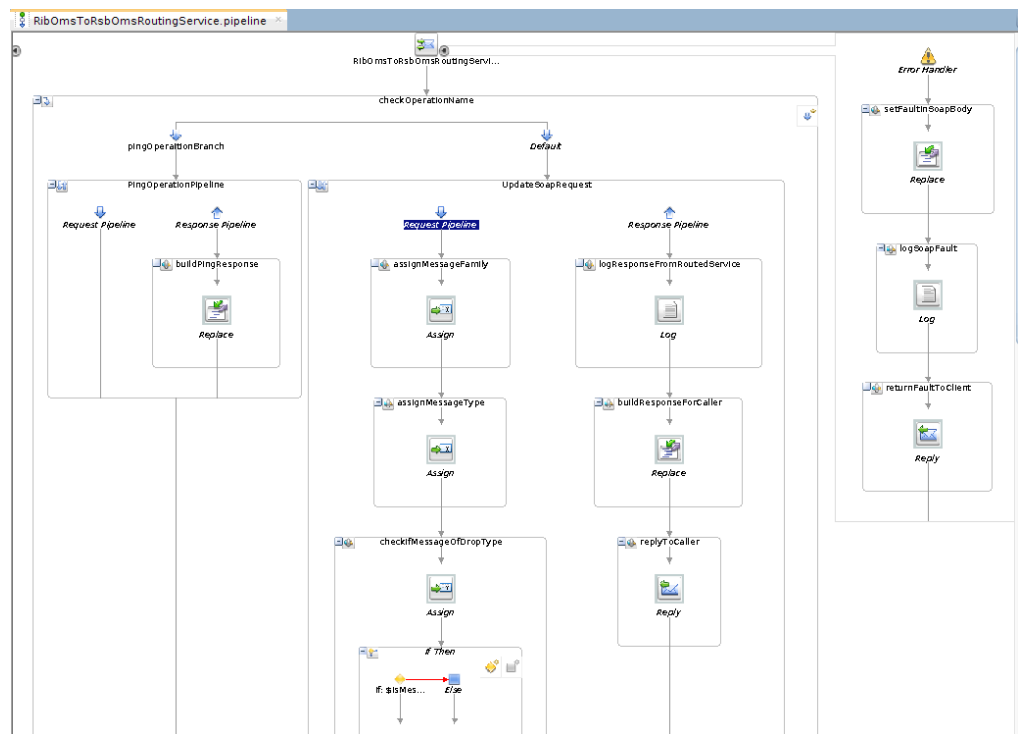 RibOmsToRsbOmsRoutingService.pipeline
RibOmsToRsbOmsRoutingServi...
Error Handler
checkOperationName
setFaultInSoapBody
pingOperaitionBranch
Default
Replace
PingOperationPipeline
UpdateSoapRequest
Request Pipeline
Response Pipeline
Request Pipeline
Response Pipeline
logSoapFault
buildPingResponse
assignMessageFamily
logResponseFromRoutedService
Log
Replace
Assign
Log
returnFaultToClient
assignMessageType
buildResponseForCaller
Reply
Assign
Replace
checkIfMessageOfDropType
replyToCaller
Assign
Reply
If Then
If: $IsMes...
Else